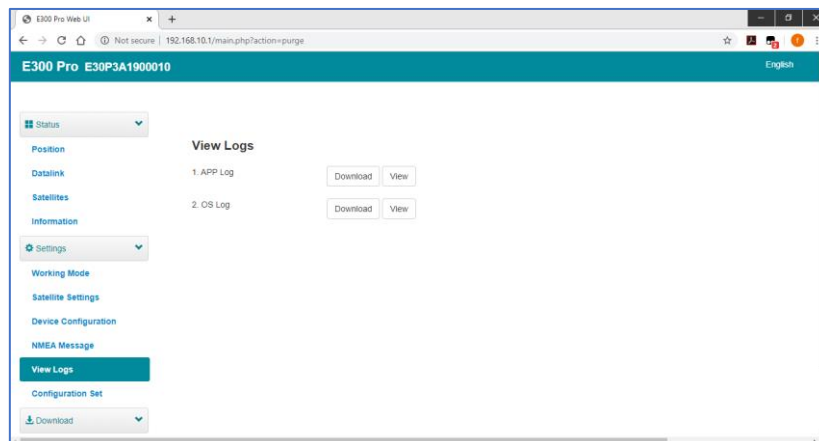 E300 Pro Web UI
Not secure | 192.168.10.1/main.php?action=purge
E300 Pro E30P3A1900010
English
Status
Position
Datalink
Satellites
Information
Settings
Working Mode
Satellite Settings
Device Configuration
NMEA Message
View Logs
Configuration Set
Download
View Logs
1. APP Log Download View
2. OS Log Download View